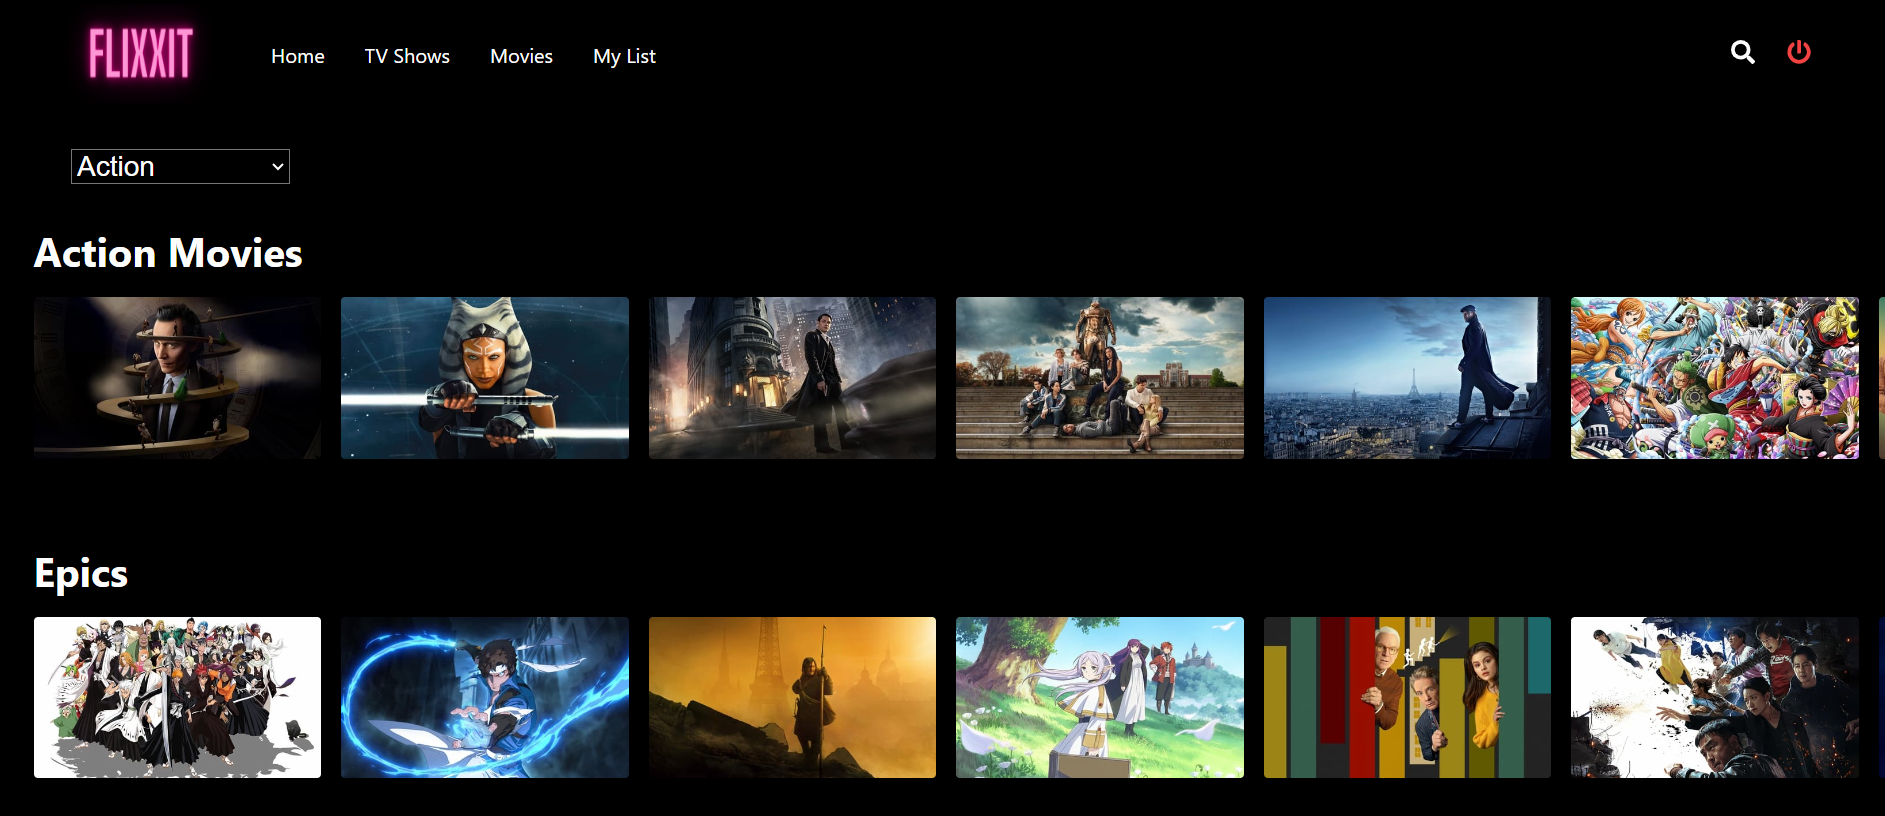 FLIXXIT
Home TV Shows Movies My List
Action
Action Movies
Epics